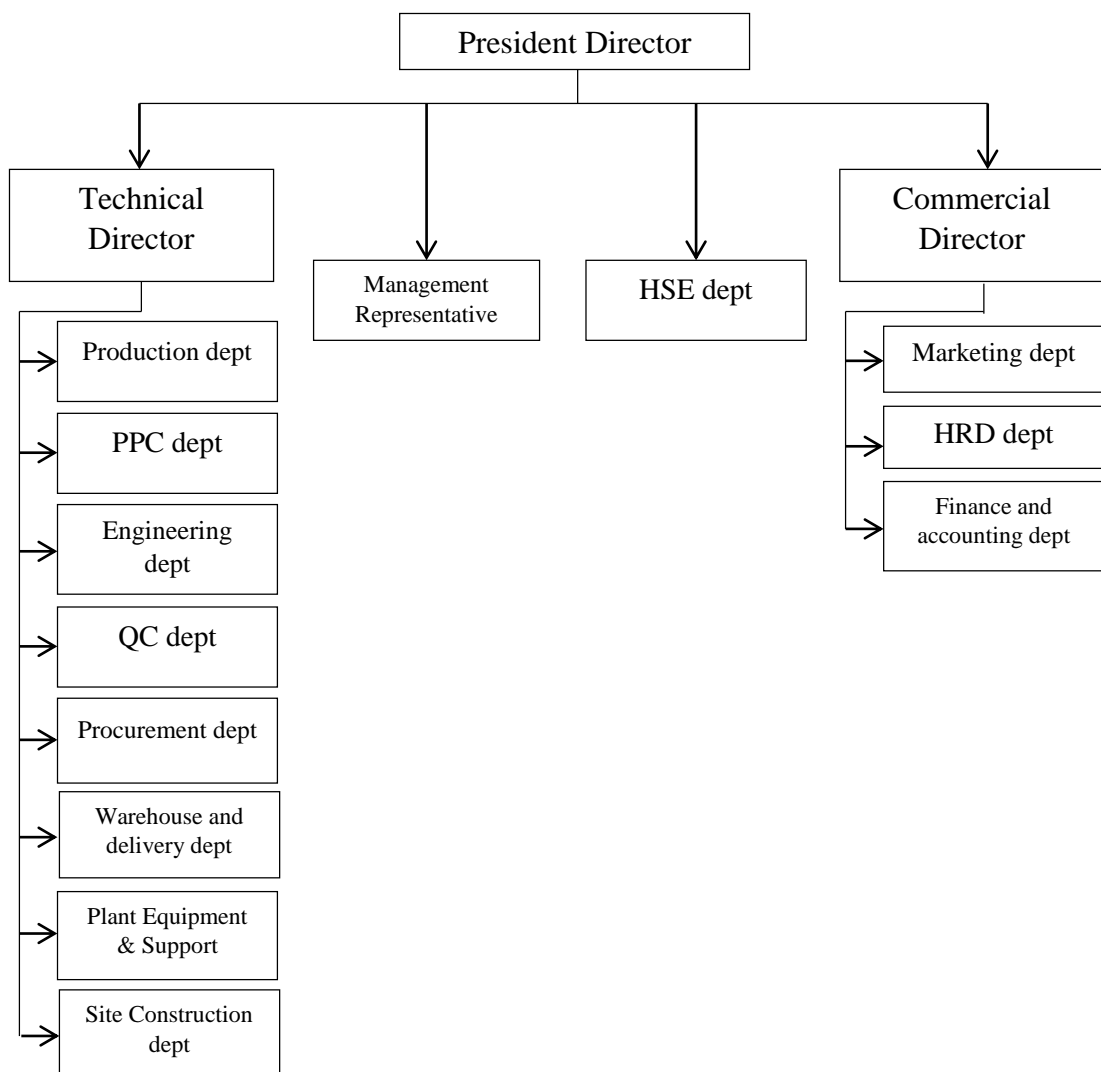 President Director
Technical
Director
Commercial
Director
Management
Representative
HSE dept
Production dept
PPC dept
Engineering
dept
QC dept
Procurement dept
Warehouse and
delivery dept
Plant Equipment
& Support
Site Construction
dept
Marketing dept
HRD dept
Finance and
accounting dept